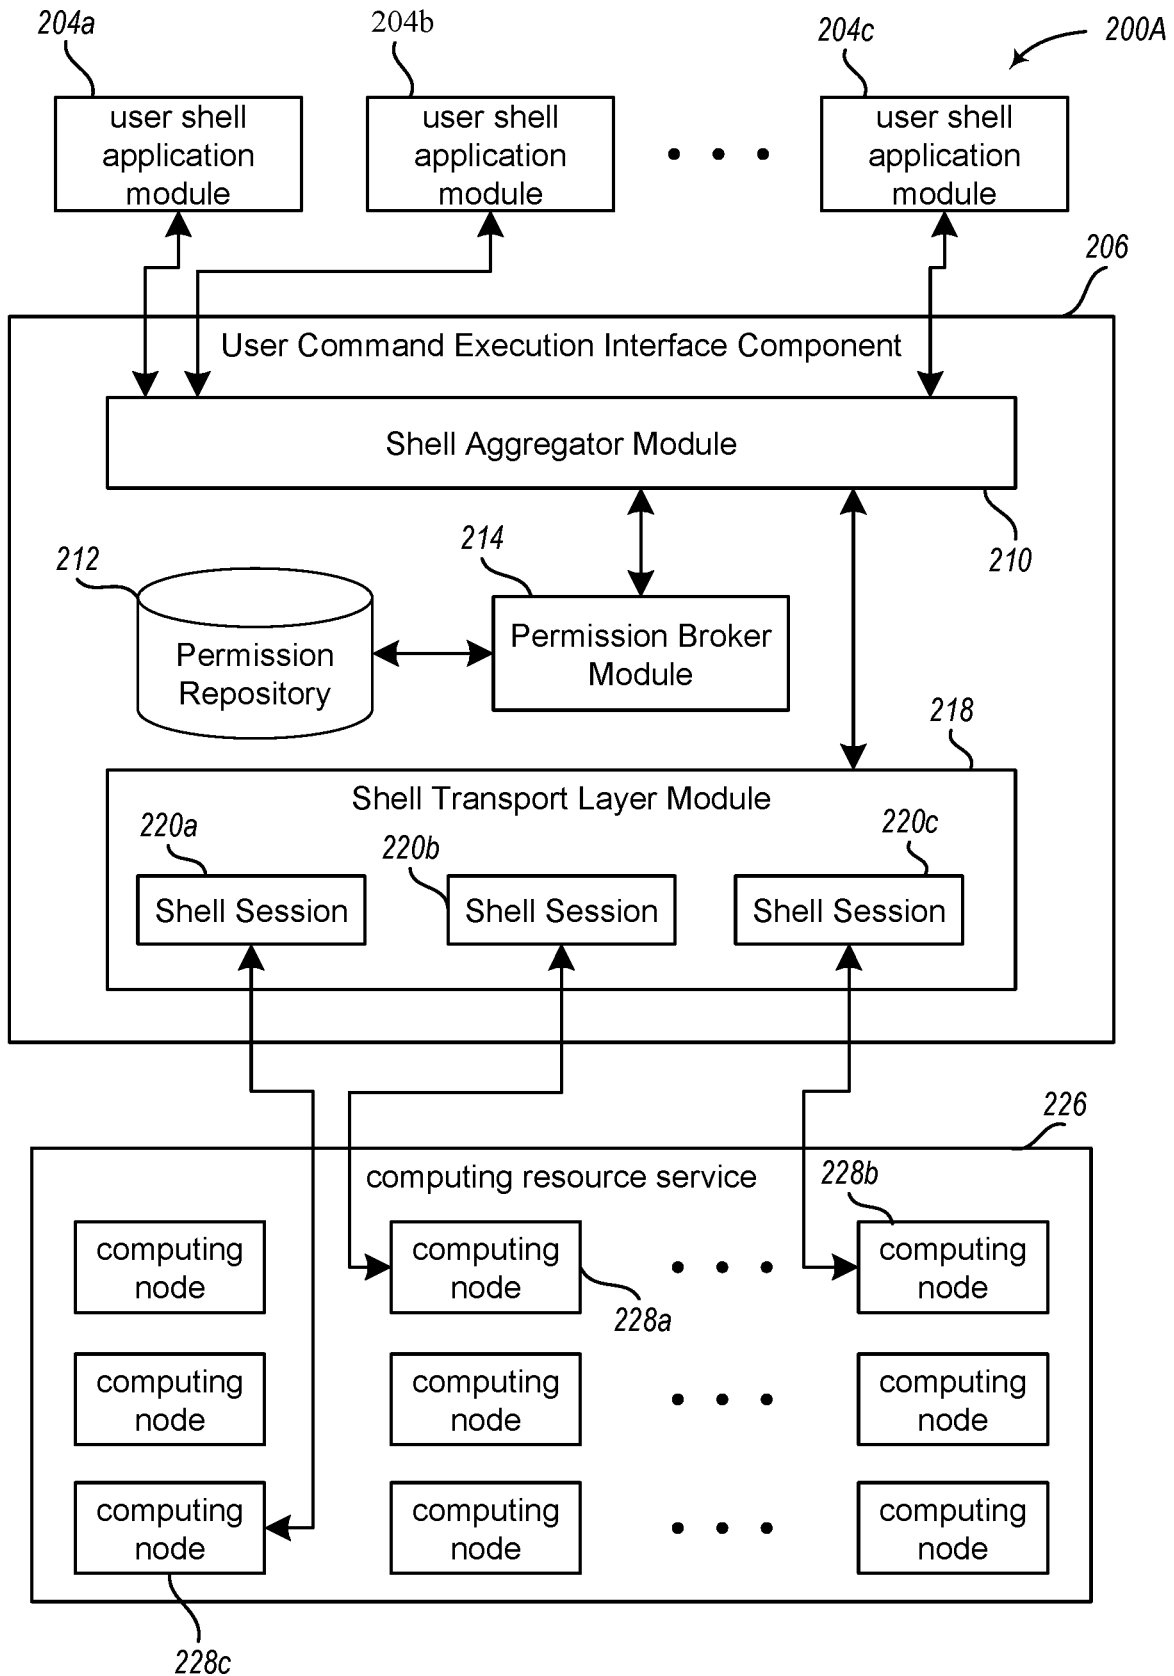 204a
204b
204c
200A
user shell
application
module
user shell
application
module
user shell
application
module
206
User Command Execution Interface Component
Shell Aggregator Module
210
212
214
Permission
Repository
Permission Broker
Module
218
Shell Transport Layer Module
220a
220b
220c
Shell Session
Shell Session
Shell Session
226
computing resource service
228b
computing
node
computing
node
computing
node
228a
computing
node
computing
node
computing
node
computing
node
computing
node
computing
node
228c